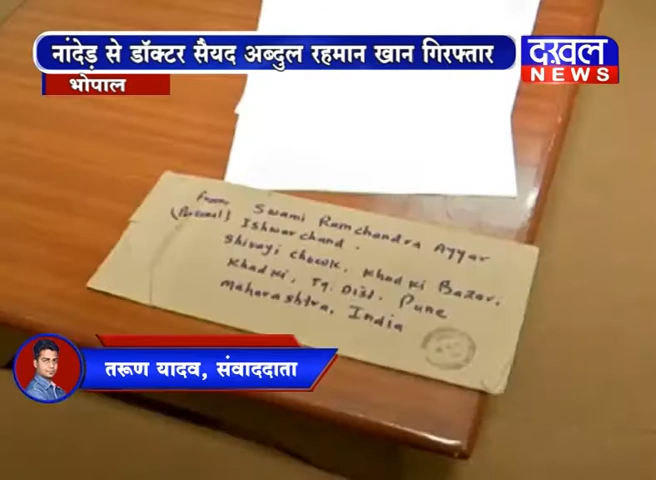 नांदेड़ से डॉक्टर सैयद अब्दुल रहमान खान गिरफ्तार
दख़ल
NEWS
भोपाल
From:
(Personal)
Swami Ramchandra Ayyar
Ishwarchand.
Shivaji Chowk, Khadki Bazar,
Khadki, Tq. Dist. Pune
Maharashtra, India
तरूण यादव, संवाददाता